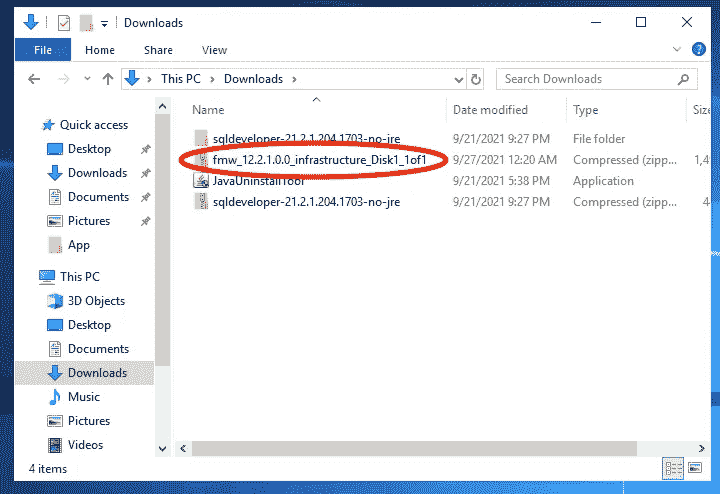 Downloads
File Home Share View
This PC Downloads Search Downloads
Name Date modified Type Siz
sqldeveloper-21.2.1.204.1703-no-jre 9/21/2021 9:27 PM File folder
fmw_12.2.1.0.0_infrastructure_Disk1_1of1 9/27/2021 12:20 AM Compressed (zipp... 1,4
JavaUninstallTool 9/21/2021 5:38 PM Application
sqldeveloper-21.2.1.204.1703-no-jre 9/21/2021 9:27 PM Compressed (zipp... 4
Quick access
Desktop
Downloads
Documents
Pictures
App
This PC
3D Objects
Desktop
Documents
Downloads
Music
Pictures
Videos
4 items